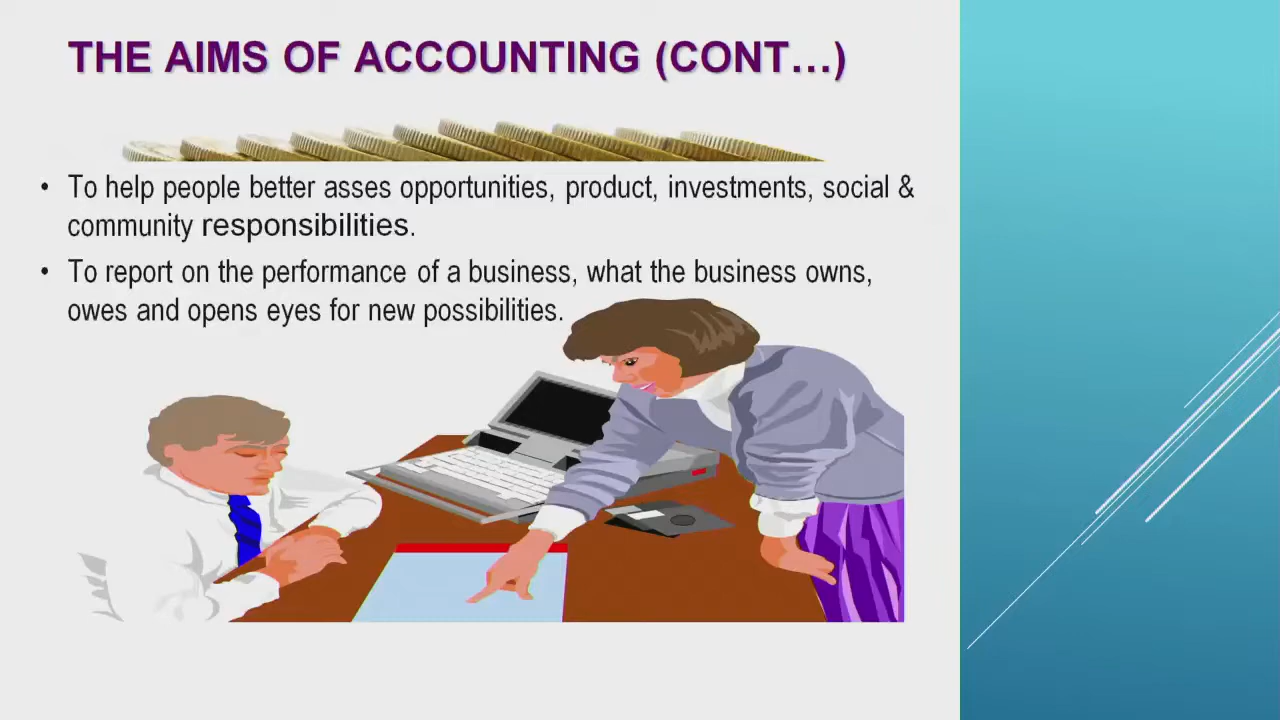 THE AIMS OF ACCOUNTING (CONT…)
• To help people better asses opportunities, product, investments, social &
community responsibilities.
• To report on the performance of a business, what the business owns,
owes and opens eyes for new possibilities.